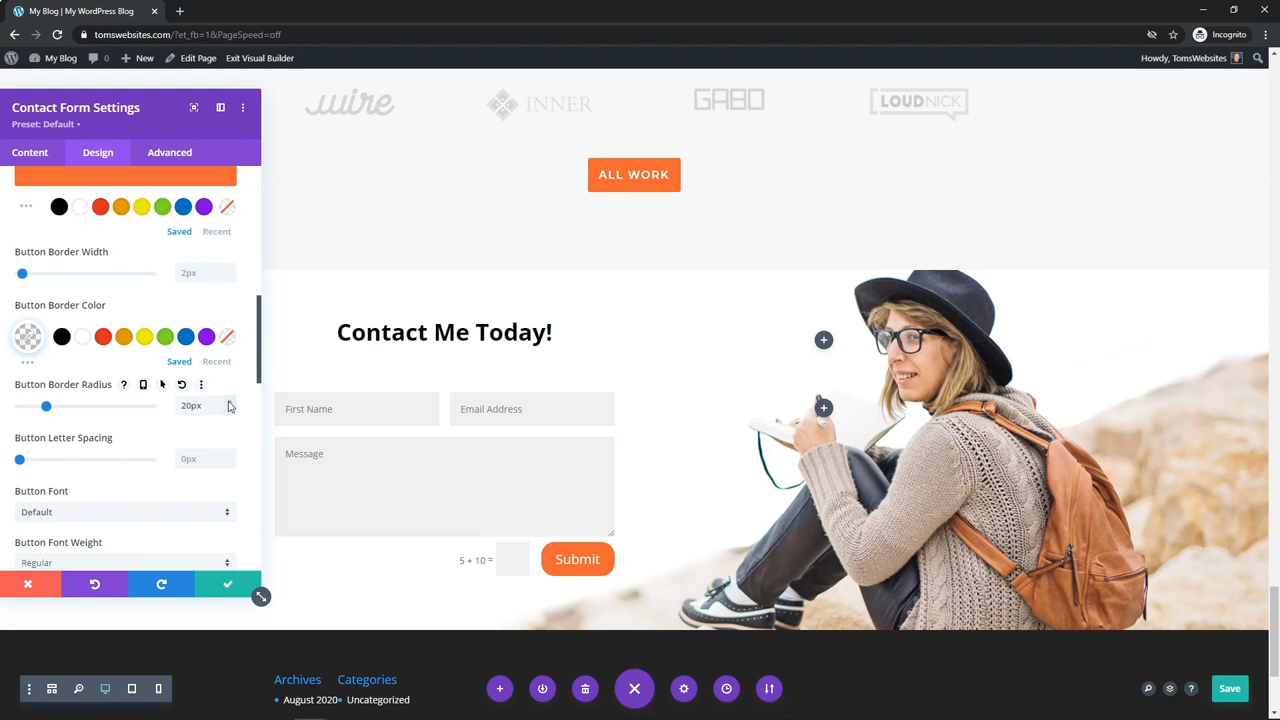 My Blog | My WordPress Blog
tomswebsites.com/?et_fb=1&PageSpeed=off
Incognito
My Blog
0
New
Edit Page
Exit Visual Builder
Howdy, TomsWebsites
Contact Form Settings
Preset: Default
Content
Design
Advanced
Saved
Recent
Button Border Width
2px
Button Border Color
Saved
Recent
Button Border Radius
20px
Button Letter Spacing
0px
Button Font
Default
Button Font Weight
Regular
wire
INNER
GABO
LOUDNICK
ALL WORK
Contact Me Today!
First Name
Email Address
Message
5 + 10 =
Submit
Archives
Categories
August 2020
Uncategorized
Save